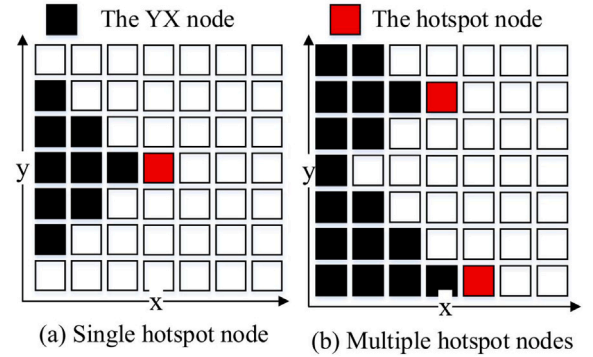 The YX node
The hotspot node
y
x
(a) Single hotspot node
y
x
(b) Multiple hotspot nodes